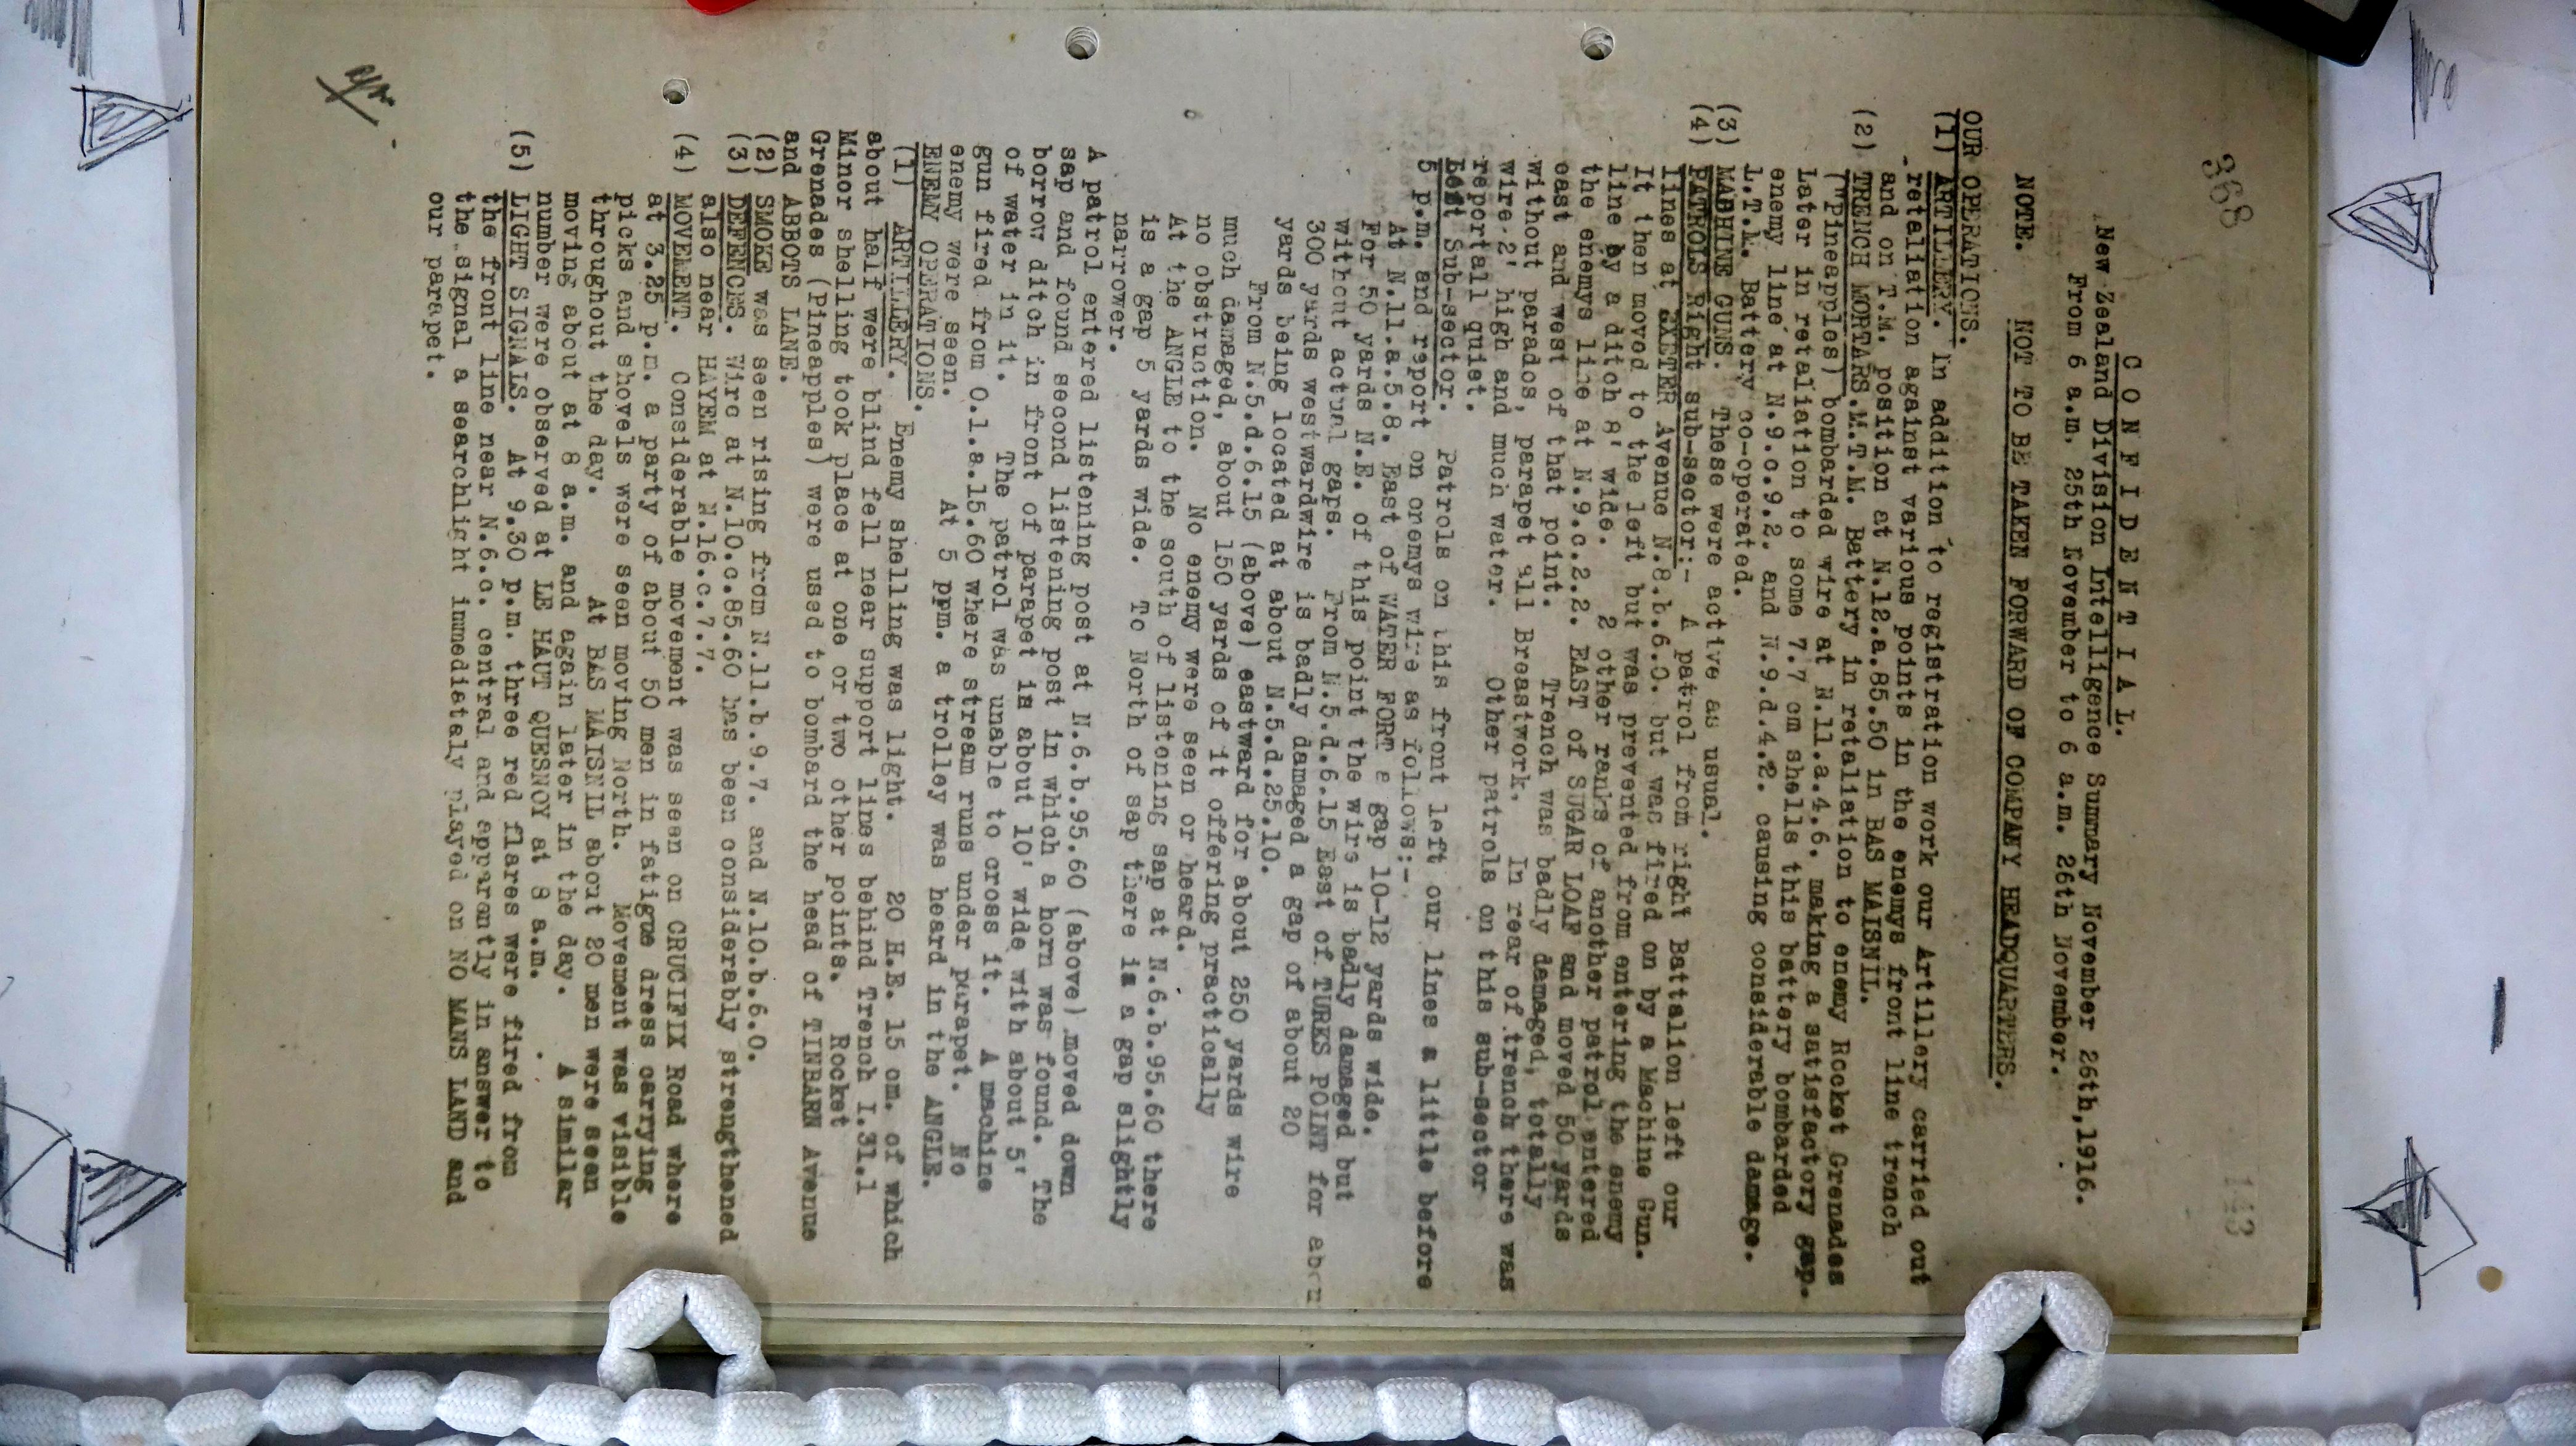 368
143
C O N F I D E N T I A L.
New Zealand Division Intelligence Summary November 26th,1916.
From 6 a.m. 25th November to 6 a.m. 26th November.
NOTE. NOT TO BE TAKEN FORWARD OF COMPANY HEADQUARTERS.
OUR OPERATIONS.
(1) ARTILLERY. In addition to registration work our Artillery carried out
retaliation against various points in the enemys front line trench
and on T.M. position at N.12.a.85.50 in BAS MAISNIL.
(2) TRENCH MORTARS.M.T.M. Battery in retaliation to enemy Rocket Grenades
("Pineapples) bombarded wire at N.11.a.4.6. making a satisfactory gap.
Later in retaliation to some 7.7 cm shells this battery bombarded
enemy line at N.9.c.9.2. and N.9.d.4.2. causing considerable damage.
L.T.M. Battery co-operated.
(3) MACHINE GUNS. These were active as usual.
(4) PATROLS Right sub-sector:- A patrol from right Battalion left our
lines at EXETER Avenue N.8.b.6.0. but was fired on by a Machine Gun.
It then moved to the left but was prevented from entering the enemy
line by a ditch 8' wide. 2 other ranks of another patrol entered
the enemys line at N.9.c.2.2. EAST of SUGAR LOAF and moved 50 yards
east and west of that point. Trench was badly damaged, totally
without parados, parapet all Breastwork. In rear of trench there was
wire 2' high and much water. Other patrols on this sub-sector
report all quiet.
Left Sub-sector. Patrols on this front left our lines a little before
5 p.m. and report on enemys wire as follows:-
At N.11.a.5.8. East of WATER FORT a gap 10-12 yards wide.
For 50 yards N.E. of this point the wire is badly damaged but
without actual gaps. From N.5.d.6.15 East of TURKS POINT for abon
300 yards westwardwire is badly damaged a gap of about 20
yards being located at about N.5.d.25.10.
From N.5.d.6.15 (above) eastward for about 250 yards wire
much damaged, about 150 yards of it offering practically
no obstruction. No enemy were seen or heard.
At the ANGLE to the south of listening sap at N.6.b.95.60 there
is a gap 5 yards wide. To North of sap there is a gap slightly
narrower.
A patrol entered listening post at N.6.b.95.60 (above) moved down
sap and found second listening post in which a horn was found. The
borrow ditch in front of parapet is about 10' wide with about 5'
of water in it. The patrol was unable to cross it. A machine
gun fired from O.1.a.15.60 where stream runs under parapet. No
enemy were seen. At 5 ppm. a trolley was heard in the ANGLE.
ENEMY OPERATIONS.
(1) ARTILLERY. Enemy shelling was light. 20 H.E. 15 cm. of which
about half were blind fell near support lines behind Trench I.31.1
Minor shelling took place at one or two other points. Rocket
Grenades (Pineapples) were used to bombard the head of TINBARN Avenue
and ABBOTS LANE.
(2) SMOKE was seen rising from N.11.b.9.7. and N.10.b.6.0.
(3) DEFENCES. Wire at N.10.c.85.60 has been considerably strengthened
also near HAYEM at N.16.c.7.7.
(4) MOVEMENT. Considerable movement was seen on CRUCIFIX Road where
at 3.25 p.m. a party of about 50 men in fatigue dress carrying
picks and shovels were seen moving North. Movement was visible
throughout the day. At BAS MAISNIL about 20 men were seen
moving about at 8 a.m. and again later in the day. A similar
number were observed at LE HAUT QUESNOY at 8 a.m.
(5) LIGHT SIGNALS. At 9.30 p.m. three red flares were fired from
the front line near N.6.c. central and apparently in answer to
the signal a searchlight immediately played on NO MANS LAND and
our parapet.